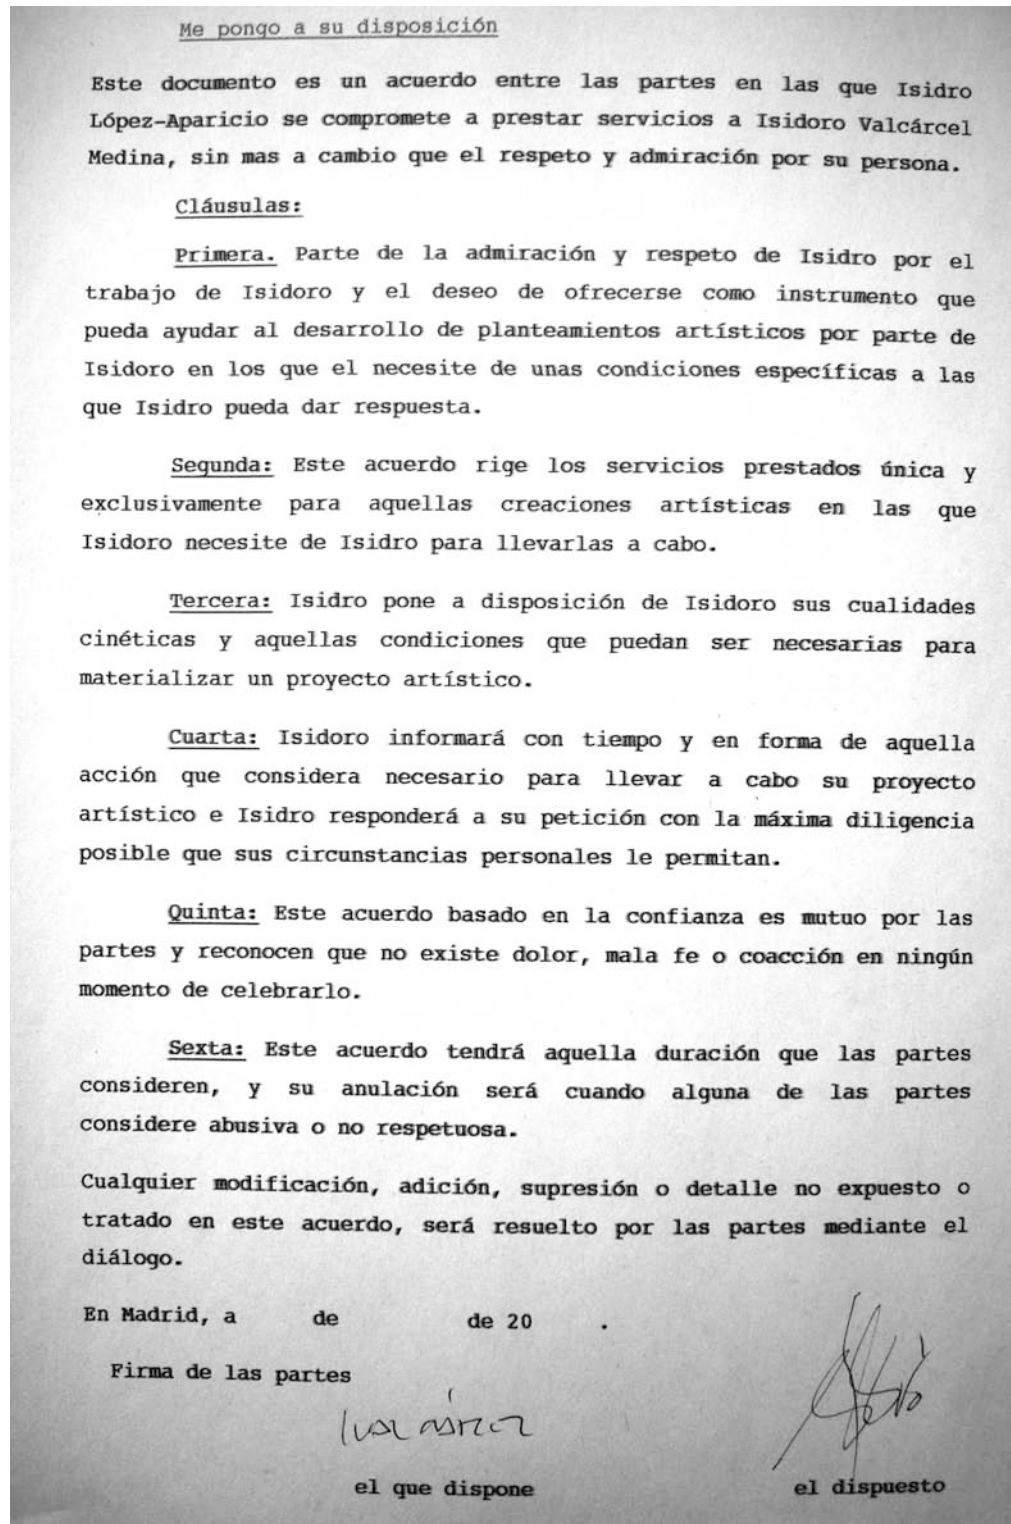 Me pongo a su disposición
Este documento es un acuerdo entre las partes en las que Isidro
López-Aparicio se compromete a prestar servicios a Isidoro Valcárcel
Medina, sin mas a cambio que el respeto y admiración por su persona.
Cláusulas:
Primera. Parte de la admiración y respeto de Isidro por el
trabajo de Isidoro y el deseo de ofrecerse como instrumento que
pueda ayudar al desarrollo de planteamientos artísticos por parte de
Isidoro en los que el necesite de unas condiciones específicas a las
que Isidro pueda dar respuesta.
Segunda: Este acuerdo rige los servicios prestados única y
exclusivamente para aquellas creaciones artísticas en las que
Isidoro necesite de Isidro para llevarlas a cabo.
Tercera: Isidro pone a disposición de Isidoro sus cualidades
cinéticas y aquellas condiciones que puedan ser necesarias para
materializar un proyecto artístico.
Cuarta: Isidoro informará con tiempo y en forma de aquella
acción que considera necesario para llevar a cabo su proyecto
artístico e Isidro responderá a su petición con la máxima diligencia
posible que sus circunstancias personales le permitan.
Quinta: Este acuerdo basado en la confianza es mutuo por las
partes y reconocen que no existe dolor, mala fe o coacción en ningún
momento de celebrarlo.
Sexta: Este acuerdo tendrá aquella duración que las partes
consideren, y su anulación será cuando alguna de las partes
considere abusiva o no respetuosa.
Cualquier modificación, adición, supresión o detalle no expuesto o
tratado en este acuerdo, será resuelto por las partes mediante el
diálogo.
En Madrid, a de de 20 .
Firma de las partes
el que dispone el dispuesto